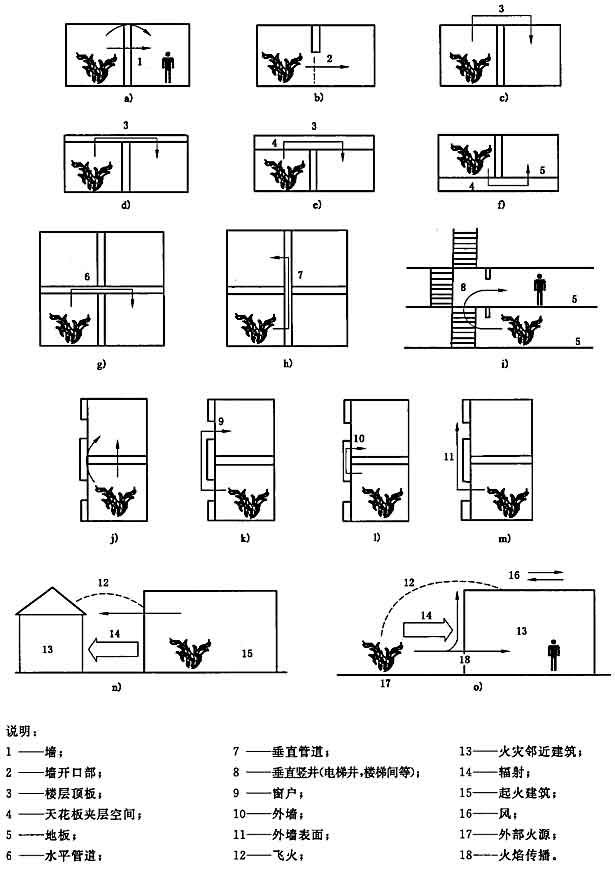 1
2
3
a)
b)
c)
3
4
3
4
5
d)
e)
f)
6
7
8
5
5
g)
h)
i)
9
10
11
j)
k)
l)
m)
12
14
13
15
n)
12
16
14
13
18
17
o)
说明:
1 ——墙;
2 ——墙开口部;
3 ——楼层顶板;
4 ——天花板夹层空间;
5 ——地板;
6 ——水平管道;
7 ——垂直管道;
8 ——垂直竖井(电梯井,楼梯间等);
9 ——窗户;
10——外墙;
11——外墙表面;
12——飞火;
13——火灾邻近建筑;
14——辐射;
15——起火建筑;
16——风;
17——外部火源;
18——火焰传播。